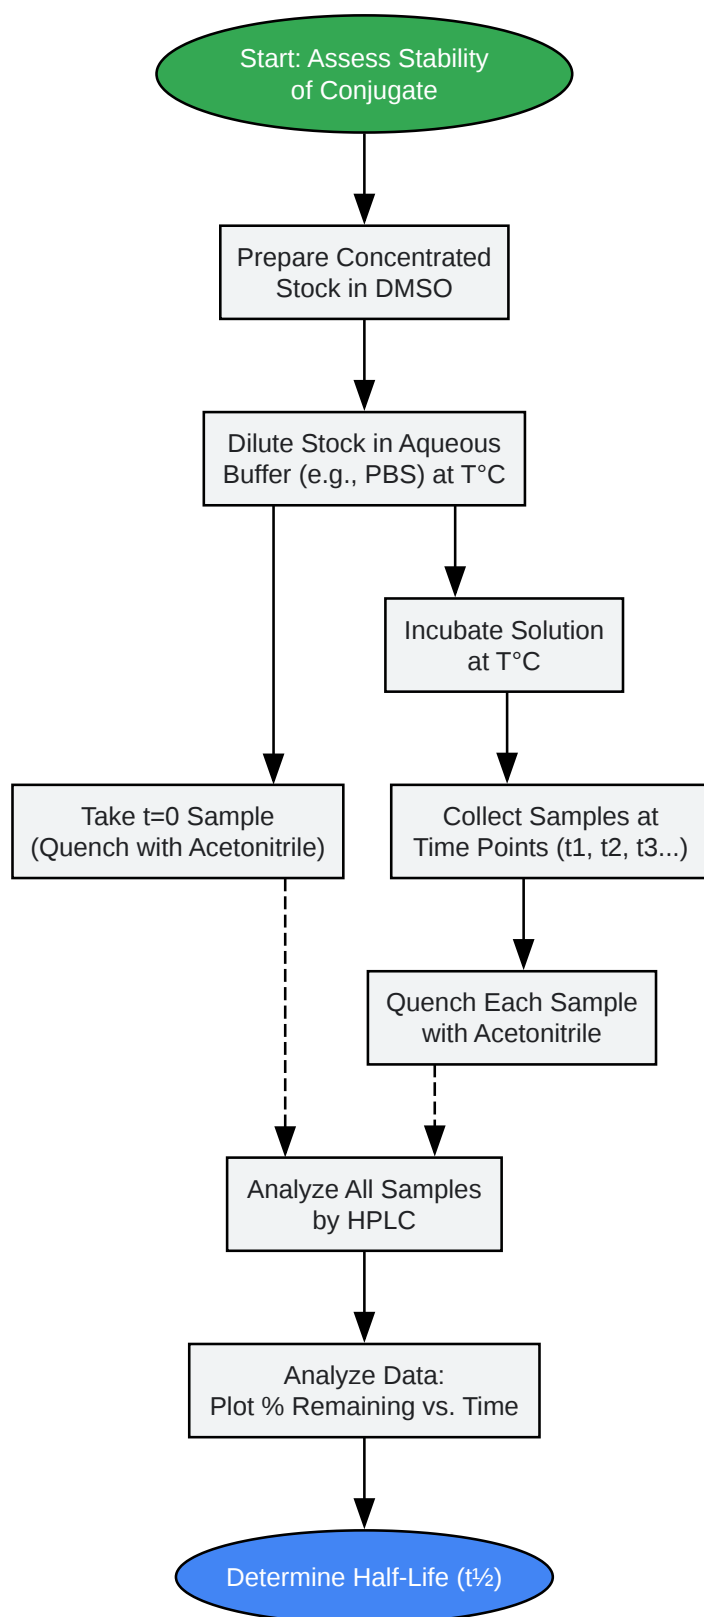 Start: Assess Stability
of Conjugate
Prepare Concentrated
Stock in DMSO
Dilute Stock in Aqueous
Buffer (e.g., PBS) at T°C
Incubate Solution
at T°C
Take t=0 Sample
(Quench with Acetonitrile)
Collect Samples at
Time Points (t1, t2, t3...)
Quench Each Sample
with Acetonitrile
Analyze All Samples
by HPLC
Analyze Data:
Plot % Remaining vs. Time
Determine Half-Life (t½)